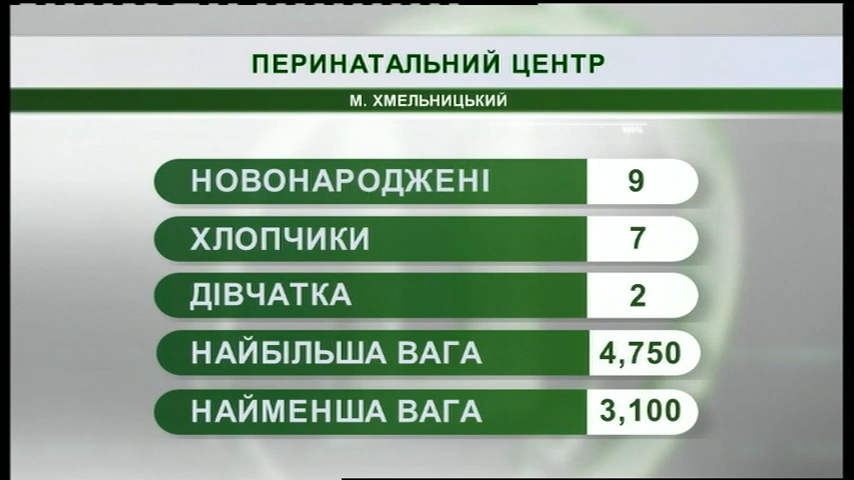 ПЕРИНАТАЛЬНИЙ ЦЕНТР
М. ХМЕЛЬНИЦЬКИЙ
НОВОНАРОДЖЕНІ 9
ХЛОПЧИКИ 7
ДІВЧАТКА 2
НАЙБІЛЬША ВАГА 4,750
НАЙМЕНША ВАГА 3,100